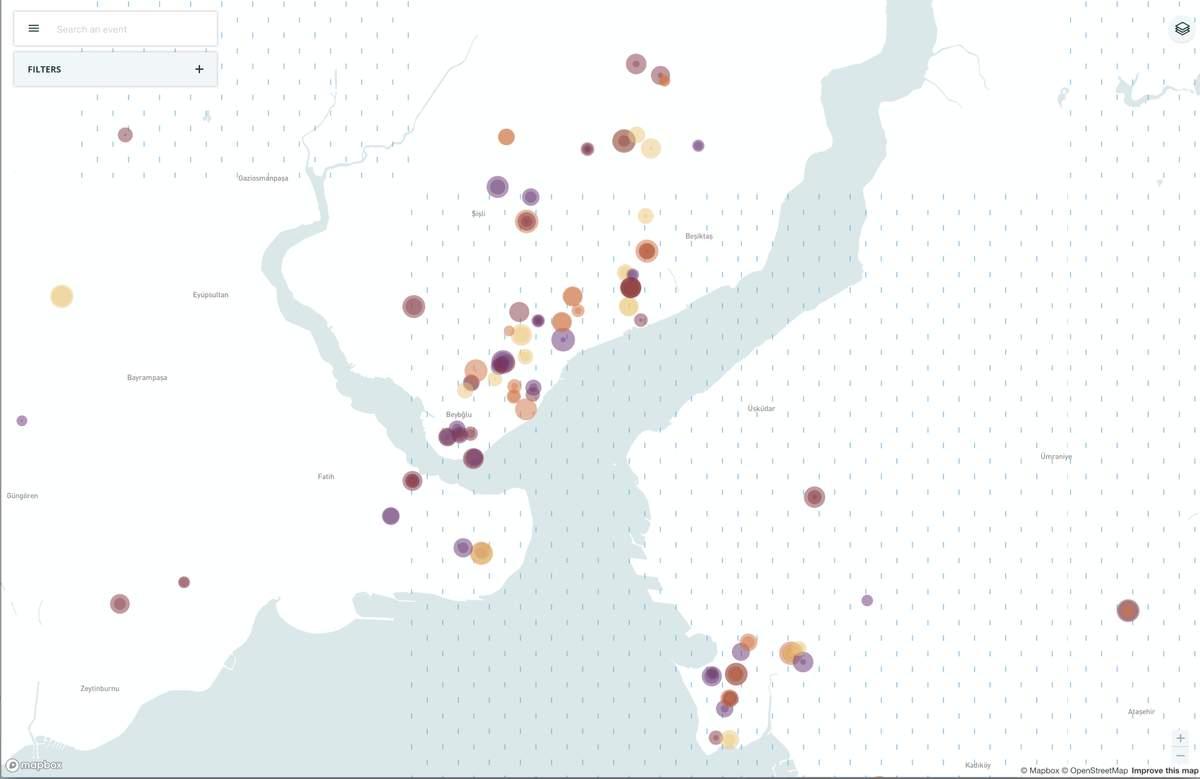 Search an event
FILTERS +
Gaziosmanpaşa
Şişli
Beşiktaş
Eyüpsultan
Bayrampaşa
Üsküdar
Beyoğlu
Ümraniye
Fatih
Güngören
Zeytinburnu
Ataşehir
Kadıköy
mapbox
© Mapbox © OpenStreetMap Improve this map